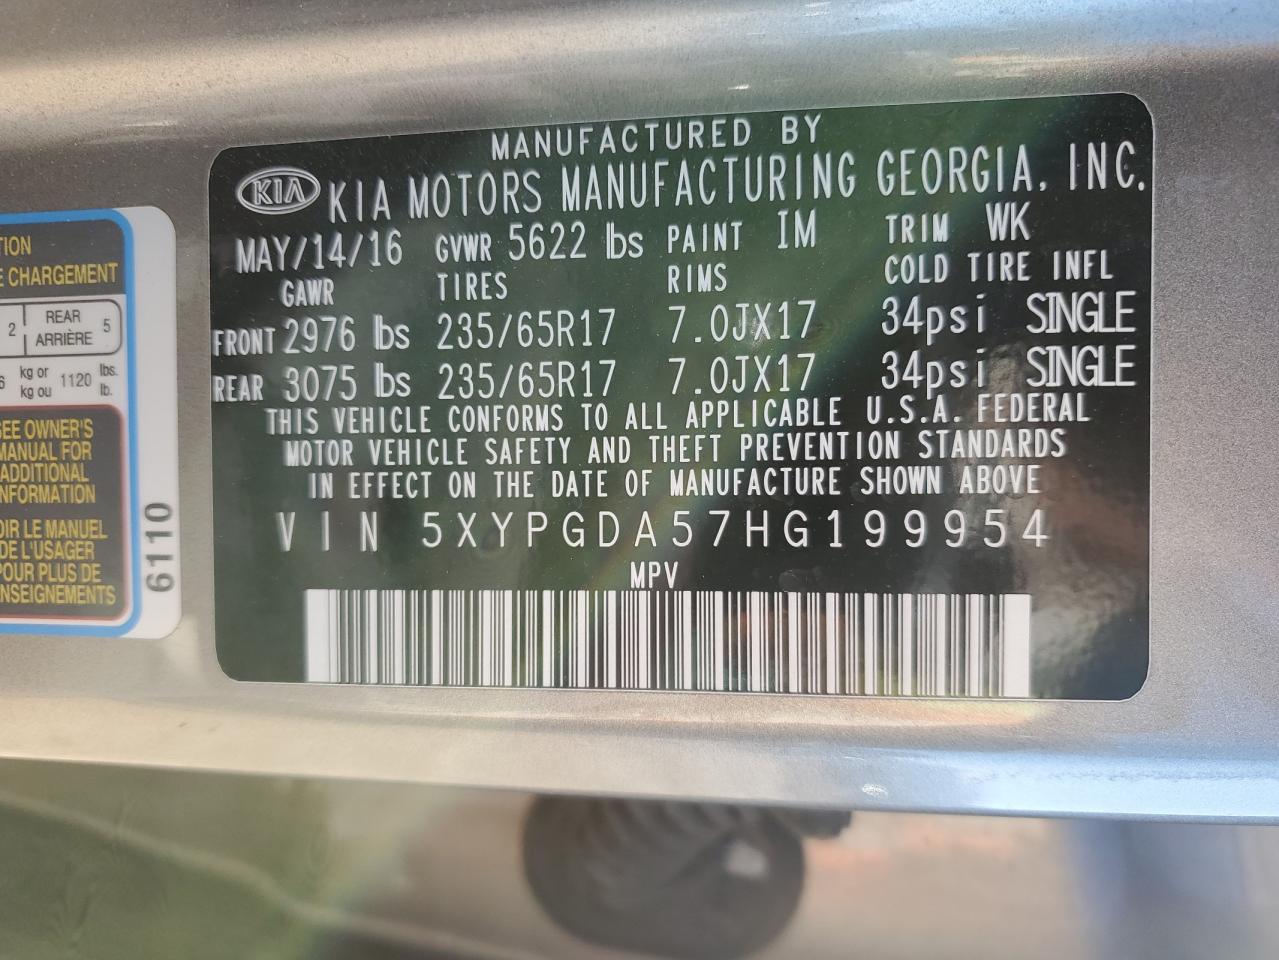 TION
E CHARGEMENT
2 REAR ARRIÈRE 5
6 kg or kg ou 1120 lbs. lb.
SEE OWNER'S
MANUAL FOR
ADDITIONAL
INFORMATION
OIR LE MANUEL
DE L'USAGER
POUR PLUS DE
NSEIGNEMENTS
6110
MANUFACTURED BY
KIA KIA MOTORS MANUFACTURING GEORGIA, INC.
MAY/14/16 GVWR 5622 lbs PAINT IM TRIM WK
GAWR TIRES RIMS COLD TIRE INFL
FRONT 2976 lbs 235/65R17 7.0JX17 34psi SINGLE
REAR 3075 lbs 235/65R17 7.0JX17 34psi SINGLE
THIS VEHICLE CONFORMS TO ALL APPLICABLE U.S.A. FEDERAL
MOTOR VEHICLE SAFETY AND THEFT PREVENTION STANDARDS
IN EFFECT ON THE DATE OF MANUFACTURE SHOWN ABOVE
VIN 5XYPGDA57HG199954
MPV